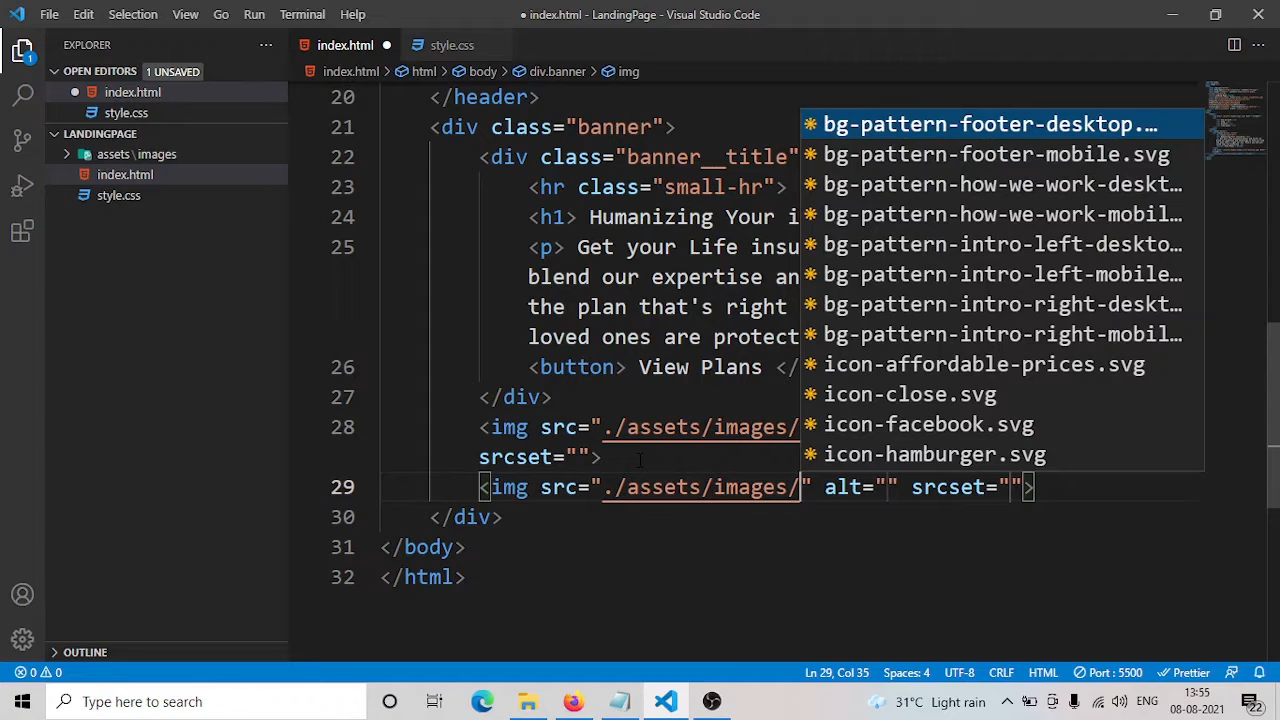 File Edit Selection View Go Run Terminal Help
● index.html - LandingPage - Visual Studio Code
EXPLORER
index.html
style.css
OPEN EDITORS 1 UNSAVED
index.html > html > body > div.banner > img
index.html
style.css
LANDINGPAGE
assets\images
index.html
style.css
1
20 </header>
21 <div class="banner">
22 <div class="banner__title"
23 <hr class="small-hr">
24 <h1> Humanizing Your i
25 <p> Get your Life insu
blend our expertise an
the plan that's right
loved ones are protect
26 <button> View Plans </
27 </div>
28 <img src="./assets/images/
srcset="">
29 <img src="./assets/images/" alt="" srcset="">
30 </div>
31 </body>
32 </html>
bg-pattern-footer-desktop.…
bg-pattern-footer-mobile.svg
bg-pattern-how-we-work-deskt…
bg-pattern-how-we-work-mobil…
bg-pattern-intro-left-deskto…
bg-pattern-intro-left-mobile…
bg-pattern-intro-right-deskt…
bg-pattern-intro-right-mobil…
icon-affordable-prices.svg
icon-close.svg
icon-facebook.svg
icon-hamburger.svg
OUTLINE
0 0
Ln 29, Col 35 Spaces: 4 UTF-8 CRLF HTML Port : 5500 Prettier
Type here to search
31°C Light rain
13:55
08-08-2021
22